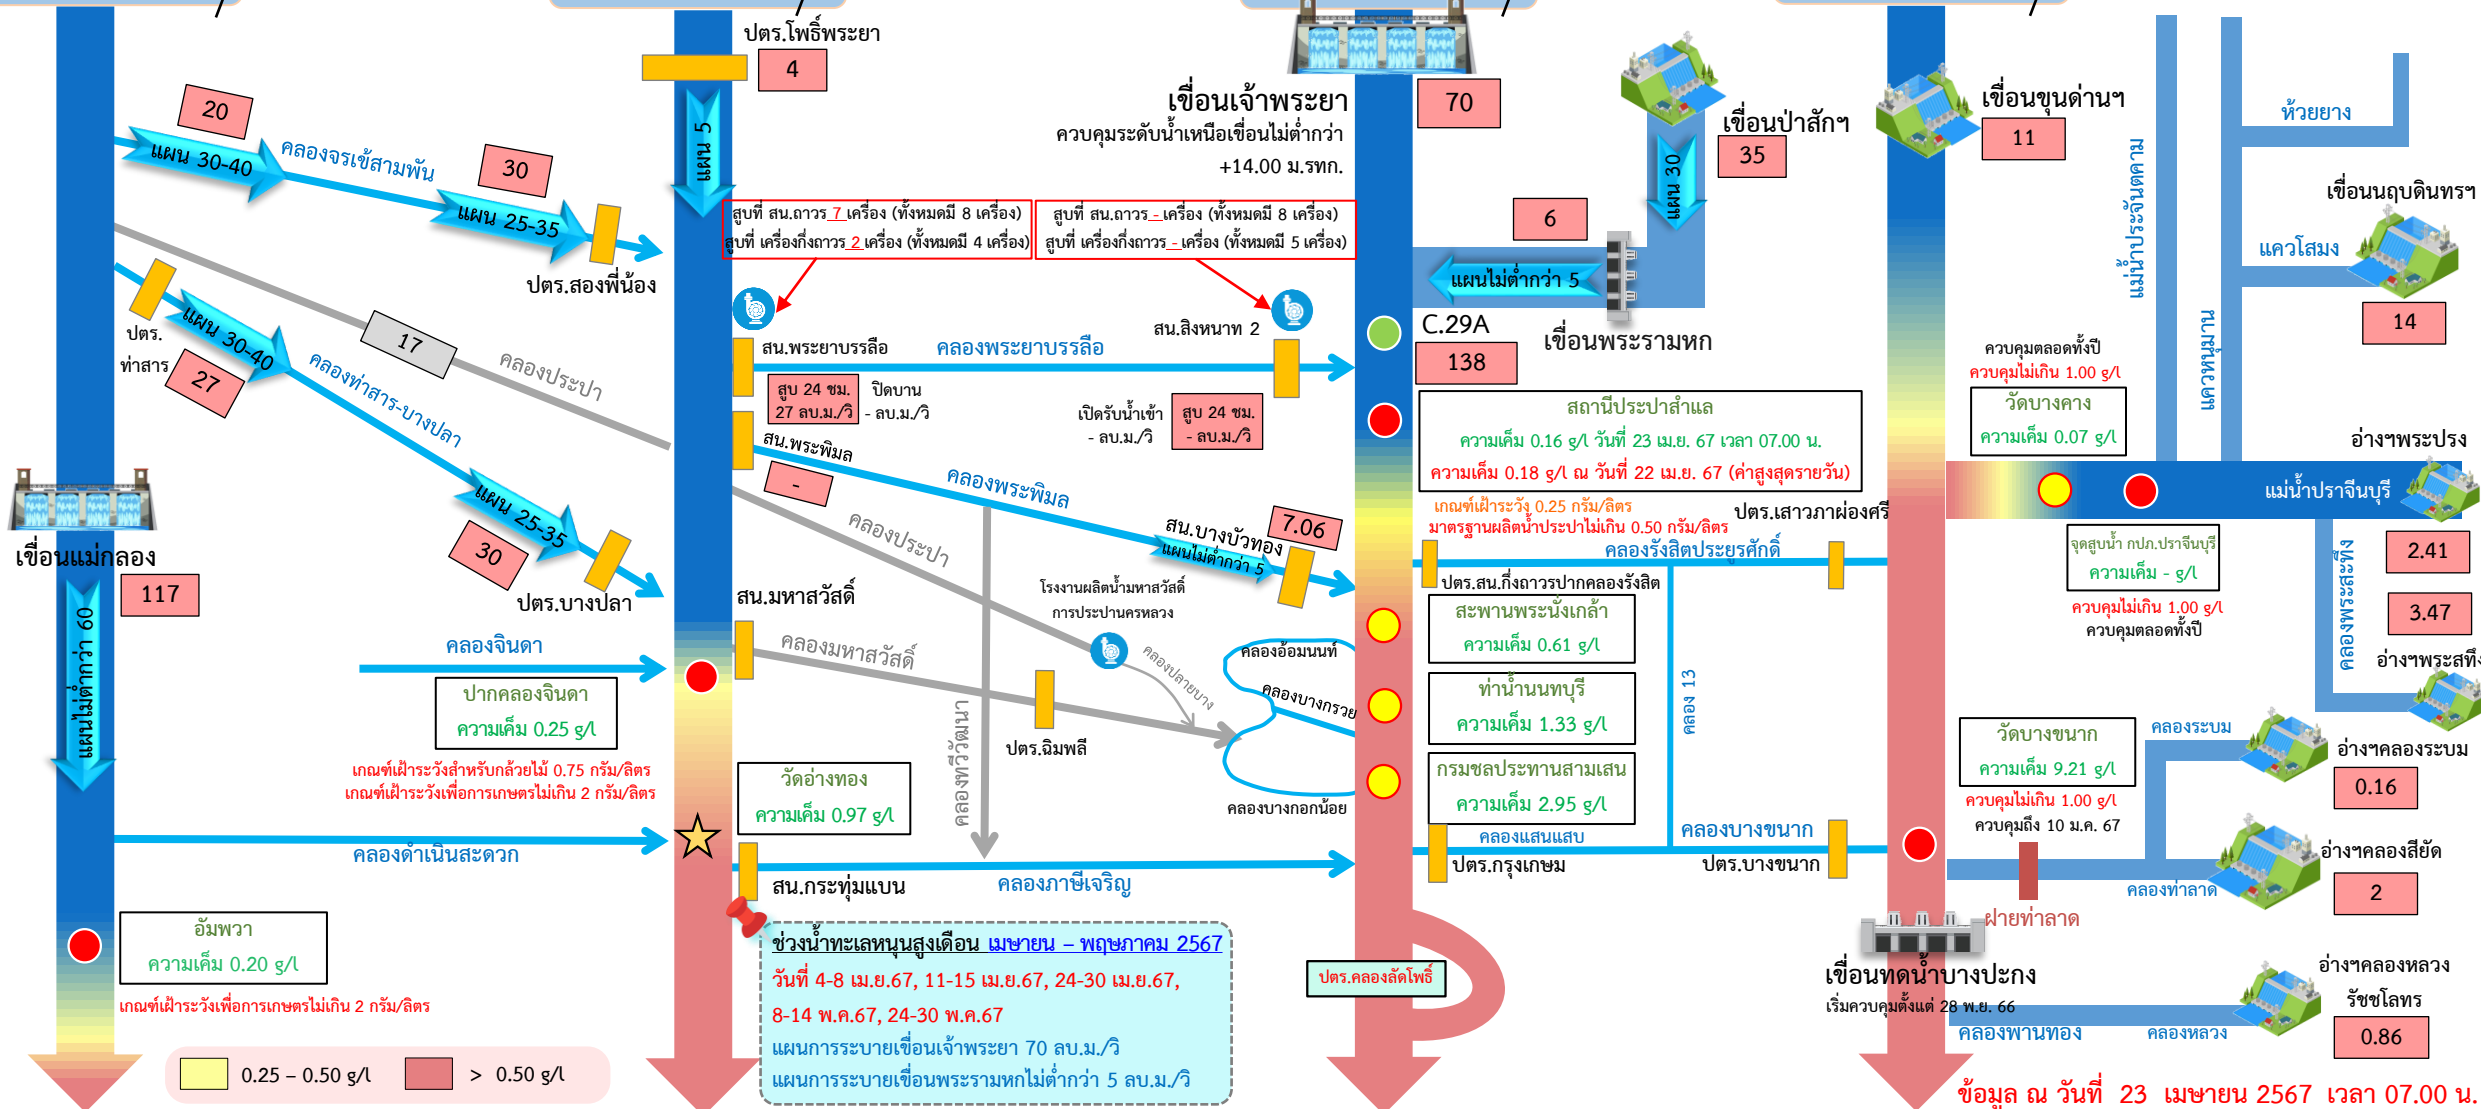 ปตร.โพธิ์พระยา
4
แผน 5
20
แผน 30-40
คลองจรเข้สามพัน
30
แผน 25-35
ปตร.สองพี่น้อง
ปตร.
ท่าสาร
แผน 30-40
27
คลองท่าสาร-บางปลา
17
คลองประปา
แผน 25-35
30
ปตร.บางปลา
เขื่อนแม่กลอง
117
แผนไม่ต่ำกว่า 60
คลองจินดา
ปากคลองจินดา
ความเค็ม 0.25 g/l
เกณฑ์เฝ้าระวังสำหรับกล้วยไม้ 0.75 กรัม/ลิตร
เกณฑ์เฝ้าระวังเพื่อการเกษตรไม่เกิน 2 กรัม/ลิตร
คลองดำเนินสะดวก
อัมพวา
ความเค็ม 0.20 g/l
เกณฑ์เฝ้าระวังเพื่อการเกษตรไม่เกิน 2 กรัม/ลิตร
0.25 – 0.50 g/l
> 0.50 g/l
สูบที่ สน.ถาวร 7 เครื่อง (ทั้งหมดมี 8 เครื่อง)
สูบที่ เครื่องกึ่งถาวร 2 เครื่อง (ทั้งหมดมี 4 เครื่อง)
สูบที่ สน.ถาวร - เครื่อง (ทั้งหมดมี 8 เครื่อง)
สูบที่ เครื่องกึ่งถาวร - เครื่อง (ทั้งหมดมี 5 เครื่อง)
สน.พระยาบรรลือ
คลองพระยาบรรลือ
สน.สิงหนาท 2
สูบ 24 ชม.
27 ลบ.ม./วิ
ปิดบาน
- ลบ.ม./วิ
เปิดรับน้ำเข้า
- ลบ.ม./วิ
สูบ 24 ชม.
- ลบ.ม./วิ
สน.พระพิมล
-
คลองพระพิมล
คลองประปา
สน.บางบัวทอง
7.06
แผนไม่ต่ำกว่า 5
โรงงานผลิตน้ำมหาสวัสดิ์
การประปานครหลวง
สน.มหาสวัสดิ์
คลองมหาสวัสดิ์
คลองปลายบาง
คลองทวีวัฒนา
ปตร.ฉิมพลี
คลองอ้อมนนท์
คลองบางกรวย
คลองบางกอกน้อย
วัดอ่างทอง
ความเค็ม 0.97 g/l
สน.กระทุ่มแบน
คลองภาษีเจริญ
ช่วงน้ำทะเลหนุนสูงเดือน เมษายน – พฤษภาคม 2567
วันที่ 4-8 เม.ย.67, 11-15 เม.ย.67, 24-30 เม.ย.67,
8-14 พ.ค.67, 24-30 พ.ค.67
แผนการระบายเขื่อนเจ้าพระยา 70 ลบ.ม./วิ
แผนการระบายเขื่อนพระรามหกไม่ต่ำกว่า 5 ลบ.ม./วิ
เขื่อนเจ้าพระยา
70
ควบคุมระดับน้ำเหนือเขื่อนไม่ต่ำกว่า
+14.00 ม.รทก.
เขื่อนป่าสักฯ
35
แผน 30
6
แผนไม่ต่ำกว่า 5
เขื่อนพระรามหก
C.29A
138
สถานีประปาสำแล
ความเค็ม 0.16 g/l วันที่ 23 เม.ย. 67 เวลา 07.00 น.
ความเค็ม 0.18 g/l ณ วันที่ 22 เม.ย. 67 (ค่าสูงสุดรายวัน)
เกณฑ์เฝ้าระวัง 0.25 กรัม/ลิตร
มาตรฐานผลิตน้ำประปาไม่เกิน 0.50 กรัม/ลิตร
ปตร.เสาวภาผ่องศรี
คลองรังสิตประยูรศักดิ์
ปตร.สน.กึ่งถาวรปากคลองรังสิต
สะพานพระนั่งเกล้า
ความเค็ม 0.61 g/l
ท่าน้ำนนทบุรี
ความเค็ม 1.33 g/l
กรมชลประทานสามเสน
ความเค็ม 2.95 g/l
คลอง 13
คลองแสนแสบ
ปตร.กรุงเกษม
คลองบางขนาก
ปตร.บางขนาก
ปตร.คลองลัดโพธิ์
เขื่อนขุนด่านฯ
11
แม่น้ำประจันตคาม
แควหนุมาน
ห้วยยาง
เขื่อนนฤบดินทรฯ
แควโสมง
14
ควบคุมตลอดทั้งปี
ควบคุมไม่เกิน 1.00 g/l
วัดบางคาง
ความเค็ม 0.07 g/l
อ่างฯพระปรง
แม่น้ำปราจีนบุรี
2.41
จุดสูบน้ำ กปภ.ปราจีนบุรี
ความเค็ม - g/l
ควบคุมไม่เกิน 1.00 g/l
ควบคุมตลอดทั้งปี
คลองพระสะทึง
3.47
อ่างฯพระสทึง
วัดบางขนาก
ความเค็ม 9.21 g/l
ควบคุมไม่เกิน 1.00 g/l
ควบคุมถึง 10 ม.ค. 67
คลองระบม
อ่างฯคลองระบม
0.16
อ่างฯคลองสียัด
2
คลองท่าลาด
ฝายท่าลาด
เขื่อนทดน้ำบางปะกง
เริ่มควบคุมตั้งแต่ 28 พ.ย. 66
คลองพานทอง
คลองหลวง
อ่างฯคลองหลวง
รัชชโลทร
0.86
ข้อมูล ณ วันที่ 23 เมษายน 2567 เวลา 07.00 น.